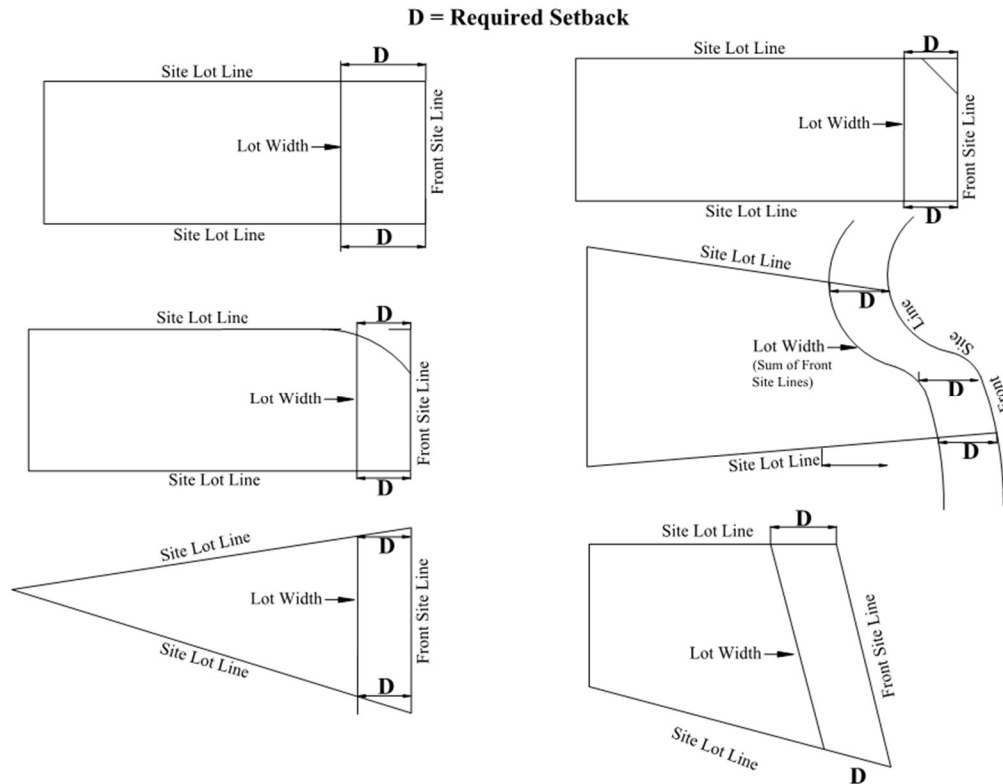 D = Required Setback
D
Site Lot Line
Lot Width
Front Site Line
Site Lot Line
D
D
Site Lot Line
Lot Width
Front Site Line
Site Lot Line
D
D
Site Lot Line
Lot Width
Front Site Line
Site Lot Line
D
Site Lot Line
D
Line
Site
Front
Lot Width
(Sum of Front
Site Lines)
D
D
Site Lot Line
Site Lot Line
D
Lot Width
Front Site Line
D
Site Lot Line
D
Site Lot Line
Lot Width
Front Site Line
Site Lot Line
D